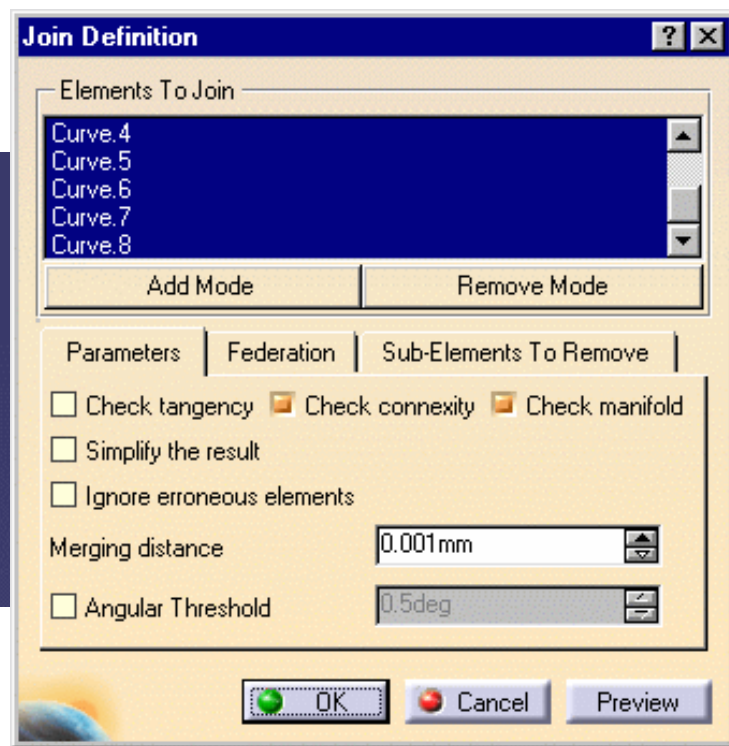 Join Definition
Elements To Join
Curve.4
Curve.5
Curve.6
Curve.7
Curve.8
Add Mode Remove Mode
Parameters Federation Sub-Elements To Remove
Check tangency Check connexity Check manifold
Simplify the result
Ignore erroneous elements
Merging distance 0.001mm
Angular Threshold 0.5deg
OK Cancel Preview